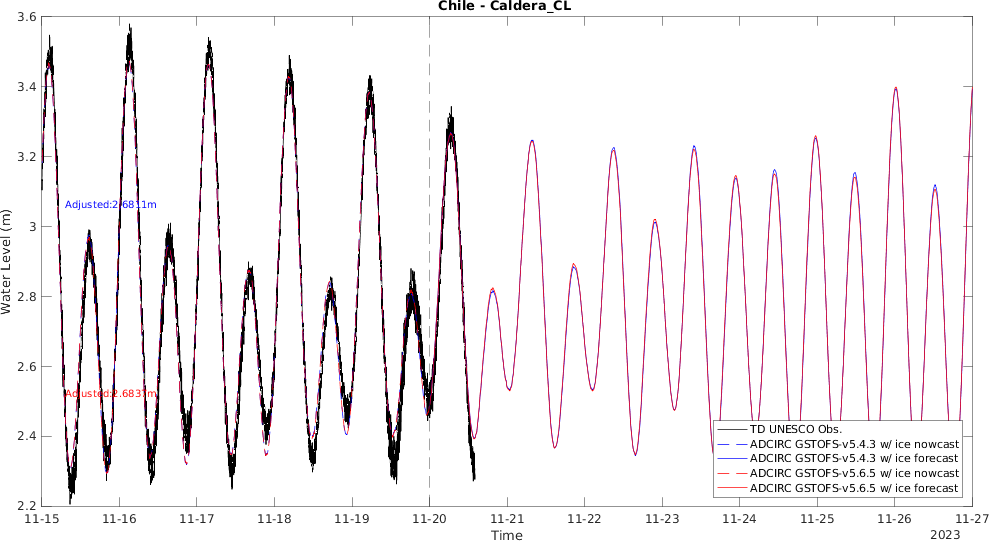 Chile - Caldera_CL
3.6
3.4
3.2
3
2.8
2.6
2.4
2.2
Water Level (m)
Adjusted:2.6811m
Adjusted:2.6837m
TD UNESCO Obs.
ADCIRC GSTOFS-v5.4.3 w/ ice nowcast
ADCIRC GSTOFS-v5.4.3 w/ ice forecast
ADCIRC GSTOFS-v5.6.5 w/ ice nowcast
ADCIRC GSTOFS-v5.6.5 w/ ice forecast
11-15 11-16 11-17 11-18 11-19 11-20 11-21 11-22 11-23 11-24 11-25 11-26 11-27
Time
2023